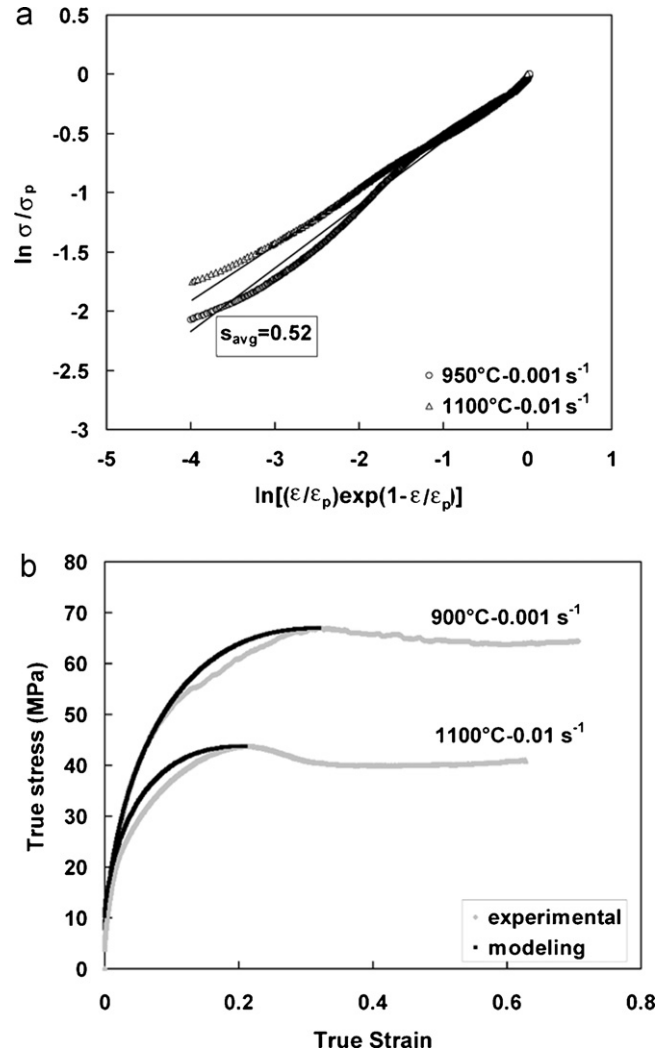 a
0.5
0
-0.5
-1
-1.5
-2
-2.5
-3
ln σ/σp
savg=0.52
950°C-0.001 s-1
1100°C-0.01 s-1
-5 -4 -3 -2 -1 0 1
ln[(ε/εp)exp(1-ε/εp)]
b
80
70
60
50
40
30
20
10
0
True stress (MPa)
900°C-0.001 s-1
1100°C-0.01 s-1
experimental
modeling
0 0.2 0.4 0.6 0.8
True Strain